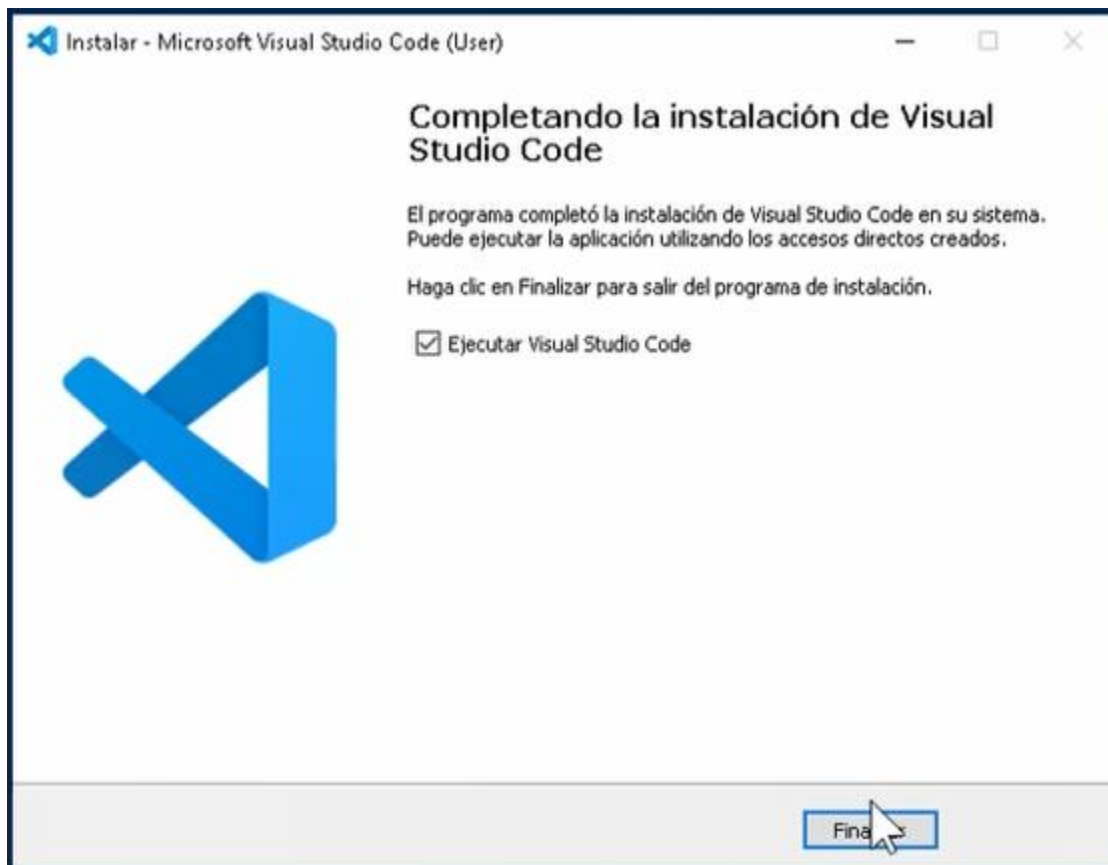 Instalar - Microsoft Visual Studio Code (User)
Completando la instalación de Visual
Studio Code
El programa completó la instalación de Visual Studio Code en su sistema.
Puede ejecutar la aplicación utilizando los accesos directos creados.
Haga clic en Finalizar para salir del programa de instalación.
Ejecutar Visual Studio Code